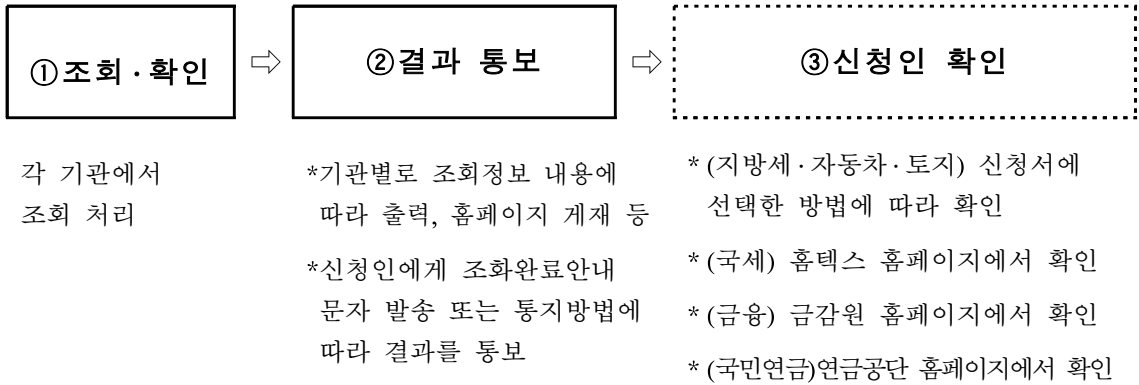 ①조회·확인
⇨
②결과 통보
⇨
③신청인 확인
각 기관에서
조회 처리
*기관별로 조회정보 내용에
따라 출력, 홈페이지 게재 등
*신청인에게 조화완료안내
문자 발송 또는 통지방법에
따라 결과를 통보
* (지방세·자동차·토지) 신청서에
선택한 방법에 따라 확인
* (국세) 홈텍스 홈페이지에서 확인
* (금융) 금감원 홈페이지에서 확인
* (국민연금)연금공단 홈페이지에서 확인